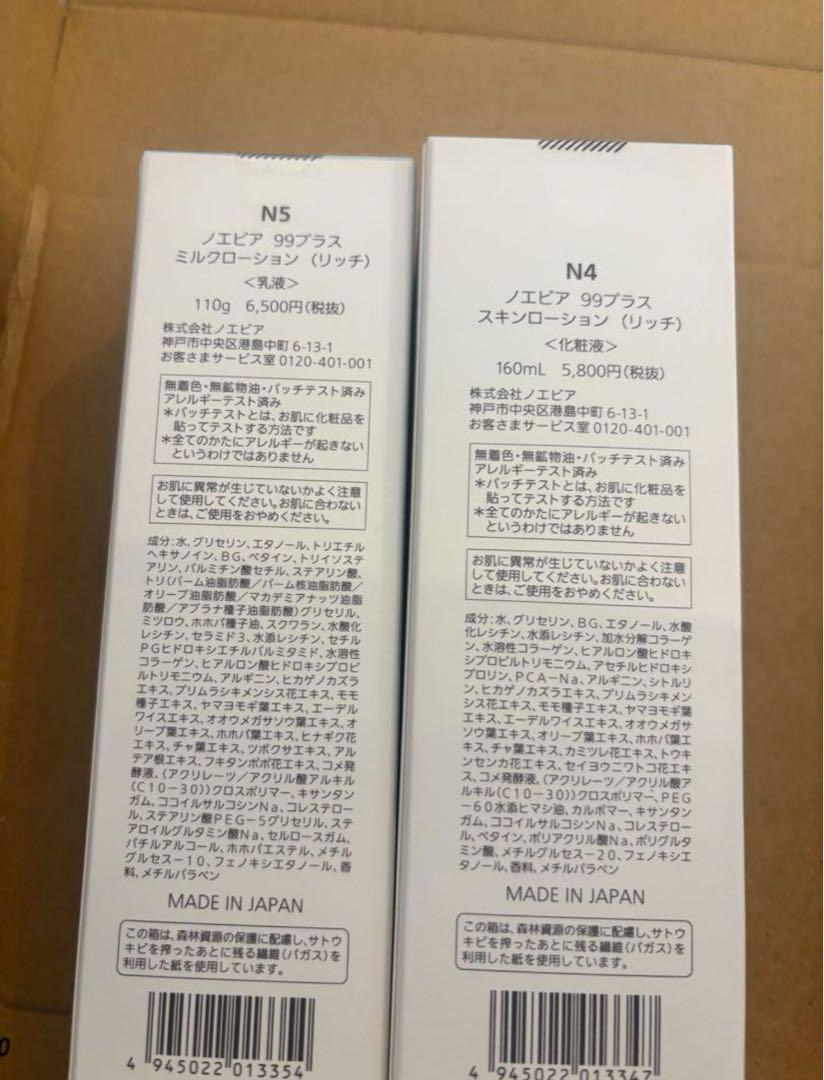 N5
ノエビア 99プラス
ミルクローション (リッチ)
<乳液>
110g 6,500円(税抜)
株式会社ノエビア
神戸市中央区港島中町 6-13-1
お客さまサービス室 0120-401-001
無着色・無鉱物油・パッチテスト済み
アレルギーテスト済み
*パッチテストとは、お肌に化粧品を
貼ってテストする方法です
*全てのかたにアレルギーが起きない
というわけではありません
お肌に異常が生じていないかよく注意
して使用してください。お肌に合わない
ときは、ご使用をおやめください。
成分:水、グリセリン、エタノール、トリエチル
ヘキサノイン、BG、ベタイン、トリイソステ
アリン、パルミチン酸セチル、ステアリン酸、
トリ(パーム油脂肪酸/パーム核油脂肪酸/
オリーブ油脂肪酸/マカデミアナッツ油脂
肪酸/アブラナ種子油脂肪酸)グリセリル、
ミツロウ、ホホバ種子油、スクワラン、水酸化
レシチン、セラミド3、水添レシチン、セチル
PGヒドロキシエチルパルミタミド、水溶性
コラーゲン、ヒアルロン酸ヒドロキシプロピ
ルトリモニウム、アルギニン、ヒカゲノカズラ
エキス、プリムラシキメンシス花エキス、モモ
種子エキス、ヤマヨモギ葉エキス、エーデル
ワイスエキス、オオウメガサソウ葉エキス、オ
リーブ葉エキス、ホホバ葉エキス、ヒナギク花
エキス、チャ葉エキス、ツボクサエキス、アル
テア根エキス、フキタンポポ花エキス、コメ発
酵液、(アクリレーツ/アクリル酸アルキル
(C10-30))クロスポリマー、キサンタン
ガム、ココイルサルコシンNa、コレステロー
ル、ステアリン酸PEG-5グリセリル、ステ
アロイルグルタミン酸Na、セルロースガム、
バチルアルコール、ホホバエステル、メチル
グルセス-10、フェノキシエタノール、香
料、メチルパラベン
MADE IN JAPAN
この箱は、森林資源の保護に配慮し、サトウ
キビを搾ったあとに残る繊維(バガス)を
利用した紙を使用しています。
4 945022 013354
N4
ノエビア 99プラス
スキンローション (リッチ)
<化粧液>
160mL 5,800円(税抜)
株式会社ノエビア
神戸市中央区港島中町 6-13-1
お客さまサービス室 0120-401-001
無着色・無鉱物油・パッチテスト済み
アレルギーテスト済み
*パッチテストとは、お肌に化粧品を
貼ってテストする方法です
*全てのかたにアレルギーが起きない
というわけではありません
お肌に異常が生じていないかよく注意
して使用してください。お肌に合わない
ときは、ご使用をおやめください。
成分:水、グリセリン、BG、エタノール、水酸
化レシチン、水添レシチン、加水分解コラーゲ
ン、水溶性コラーゲン、ヒアルロン酸ヒドロキ
シプロピルトリモニウム、アセチルヒドロキシ
プロリン、PCA-Na、アルギニン、シトルリ
ン、ヒカゲノカズラエキス、プリムラシキメン
シス花エキス、モモ種子エキス、ヤマヨモギ葉
エキス、エーデルワイスエキス、オオウメガサ
ソウ葉エキス、オリーブ葉エキス、ホホバ葉エ
キス、チャ葉エキス、カミツレ花エキス、トウキ
ンセンカ花エキス、セイヨウニワトコ花エキ
ス、コメ発酵液、(アクリレーツ/アクリル酸ア
ルキル(C10-30))クロスポリマー、PEG
-60水添ヒマシ油、カルボマー、キサンタン
ガム、ココイルサルコシンNa、コレステロー
ル、ベタイン、ポリアクリル酸Na、ポリグルタ
ミン酸、メチルグルセス-20、フェノキシエ
タノール、香料、メチルパラベン
MADE IN JAPAN
この箱は、森林資源の保護に配慮し、サトウ
キビを搾ったあとに残る繊維(バガス)を
利用した紙を使用しています。
4 945022 013347
0